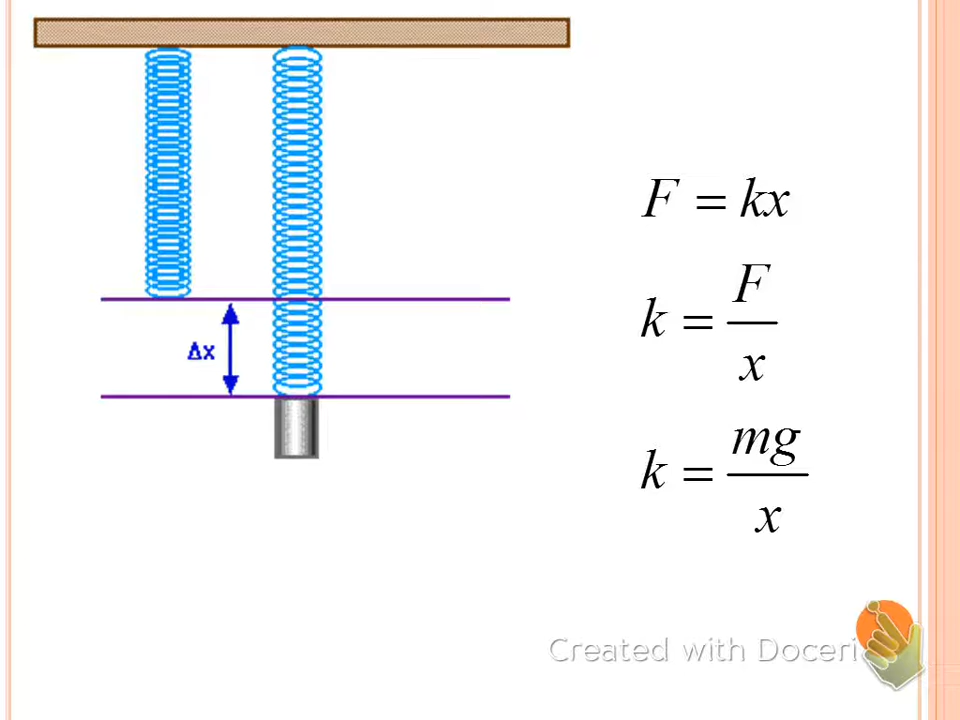 Δx
F = kx
k = F/x
k = mg/x
Created with Doceri